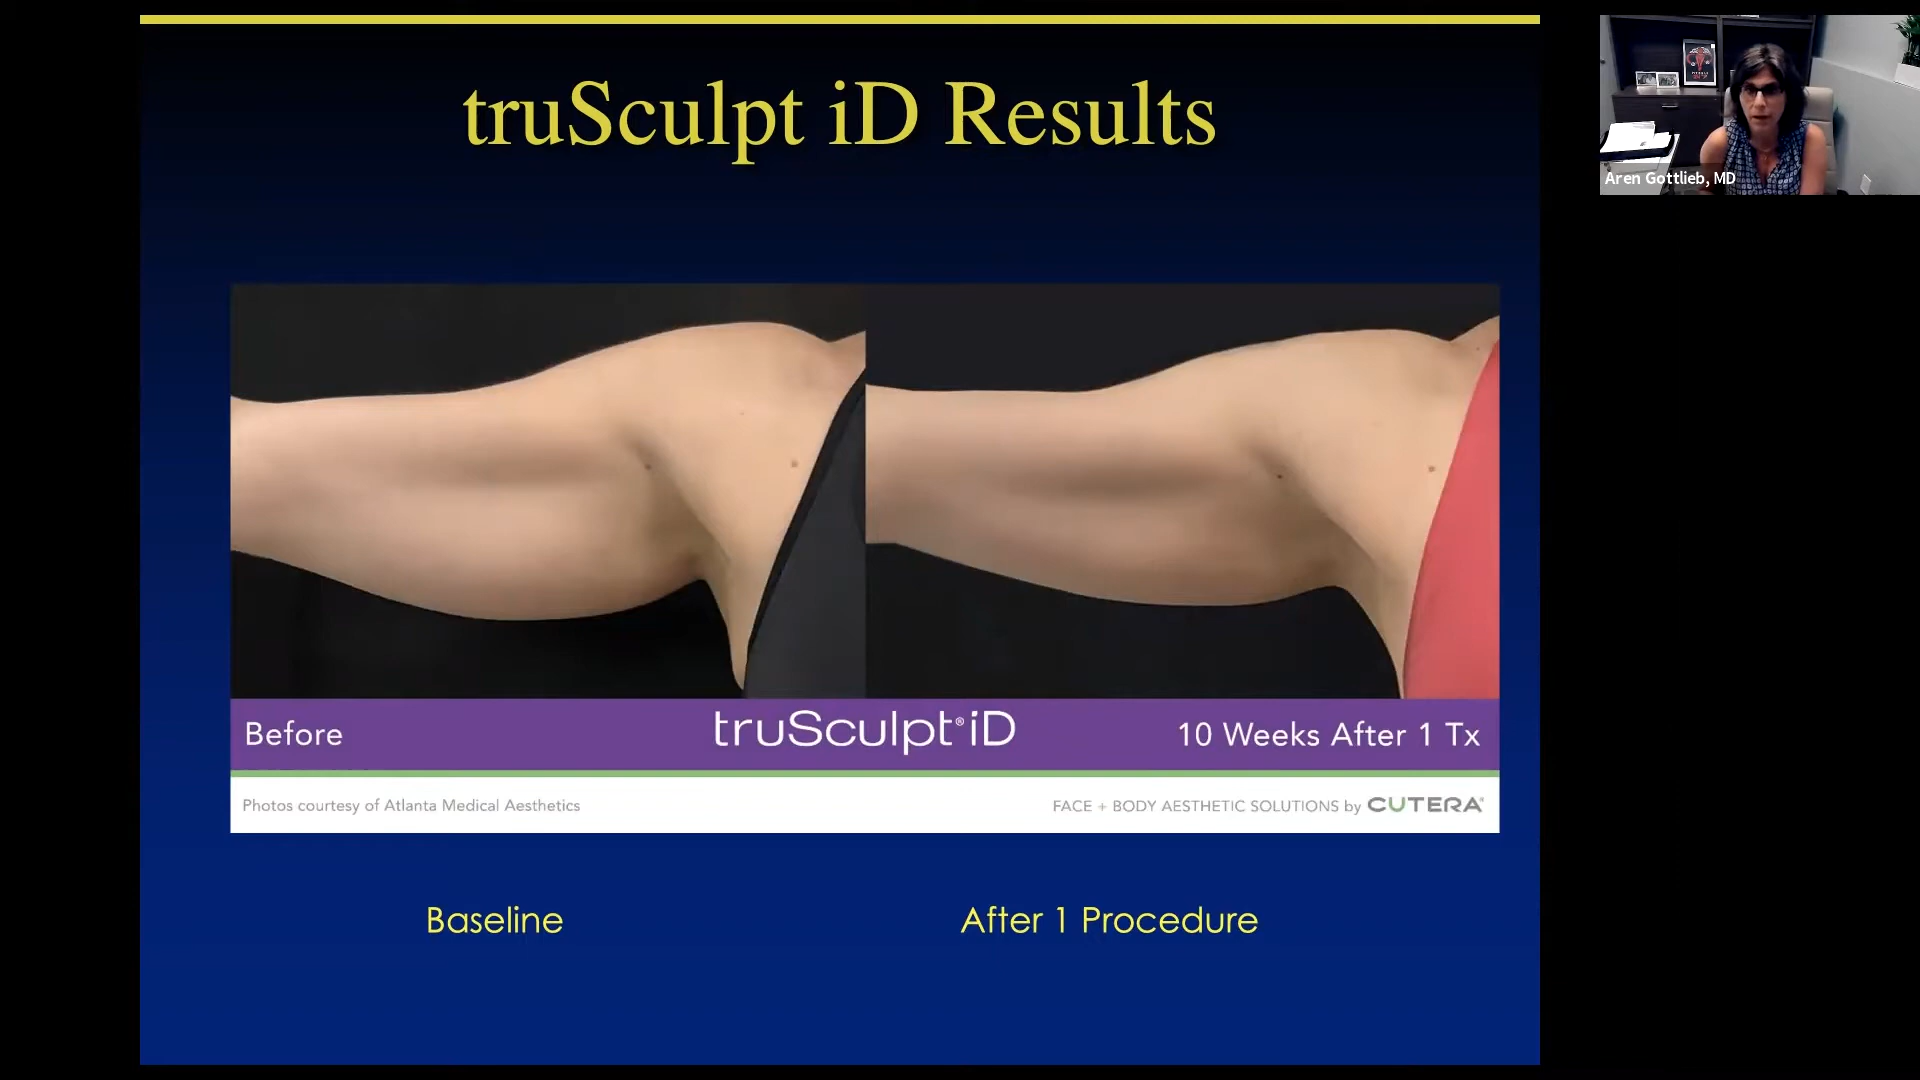 truSculpt iD Results
Aren Gottlieb, MD
Before
truSculpt® iD
10 Weeks After 1 Tx
Photos courtesy of Atlanta Medical Aesthetics
FACE + BODY AESTHETIC SOLUTIONS by CUTERA®
Baseline
After 1 Procedure